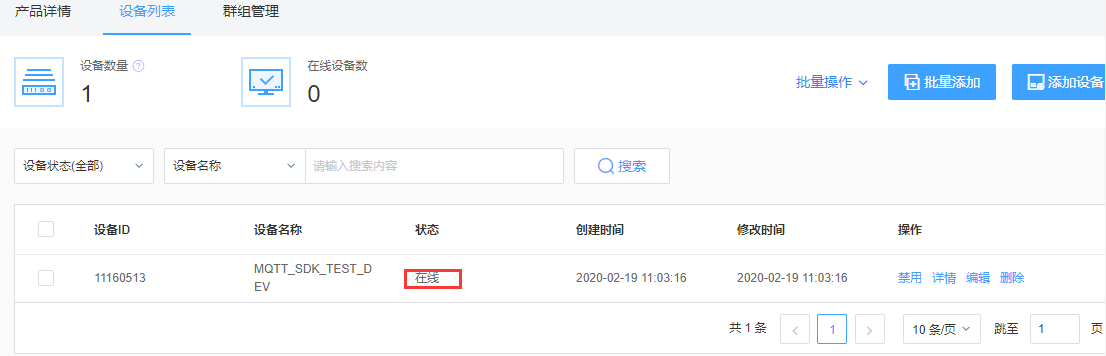 产品详情 设备列表 群组管理
设备数量 在线设备数
1 0
批量操作 批量添加 添加设备
设备状态(全部) 设备名称 请输入搜索内容 搜索
设备ID 设备名称 状态 创建时间 修改时间 操作
11160513 MQTT_SDK_TEST_D
EV 在线 2020-02-19 11:03:16 2020-02-19 11:03:16 禁用 详情 编辑 删除
共 1 条 1 10 条/页 跳至 1 页